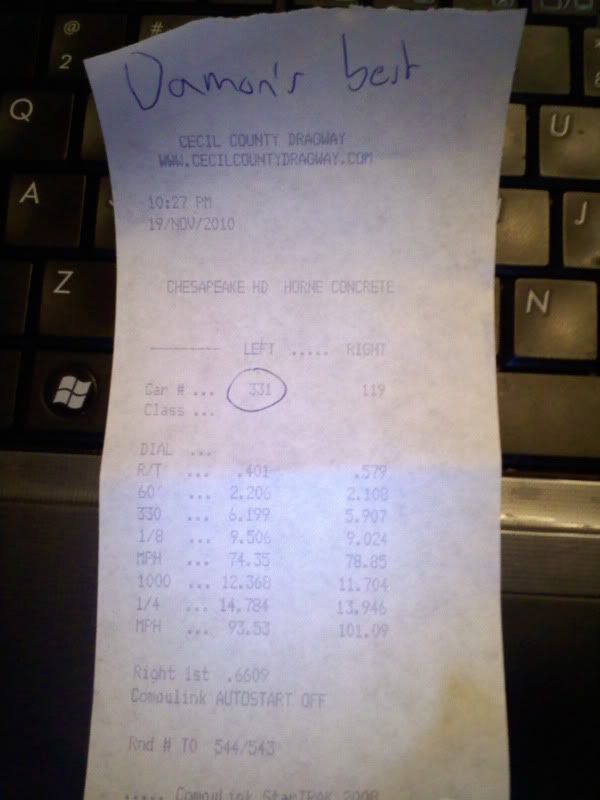 Damon's best
CECIL COUNTY DRAGWAY
WWW.CECILCOUNTYDRAGWAY.COM
10:27 PM
19/NOV/2010
CHESAPEAKE HD HORNE CONCRETE
-------- LEFT ..... RIGHT
Car # ... 331 119
Class ...
DIAL ...
R/T ... .401 .579
60' ... 2.206 2.108
330 ... 6.199 5.907
1/8 ... 9.506 9.024
MPH ... 74.35 78.85
1000 ... 12.368 11.704
1/4 ... 14.784 13.946
MPH ... 93.53 101.09
Right 1st .6609
Compulink AUTOSTART OFF
Rnd # TO 544/543
..... CompuLink StarTRAK 2008
@
2
#
Q
U
A
J
Z
N